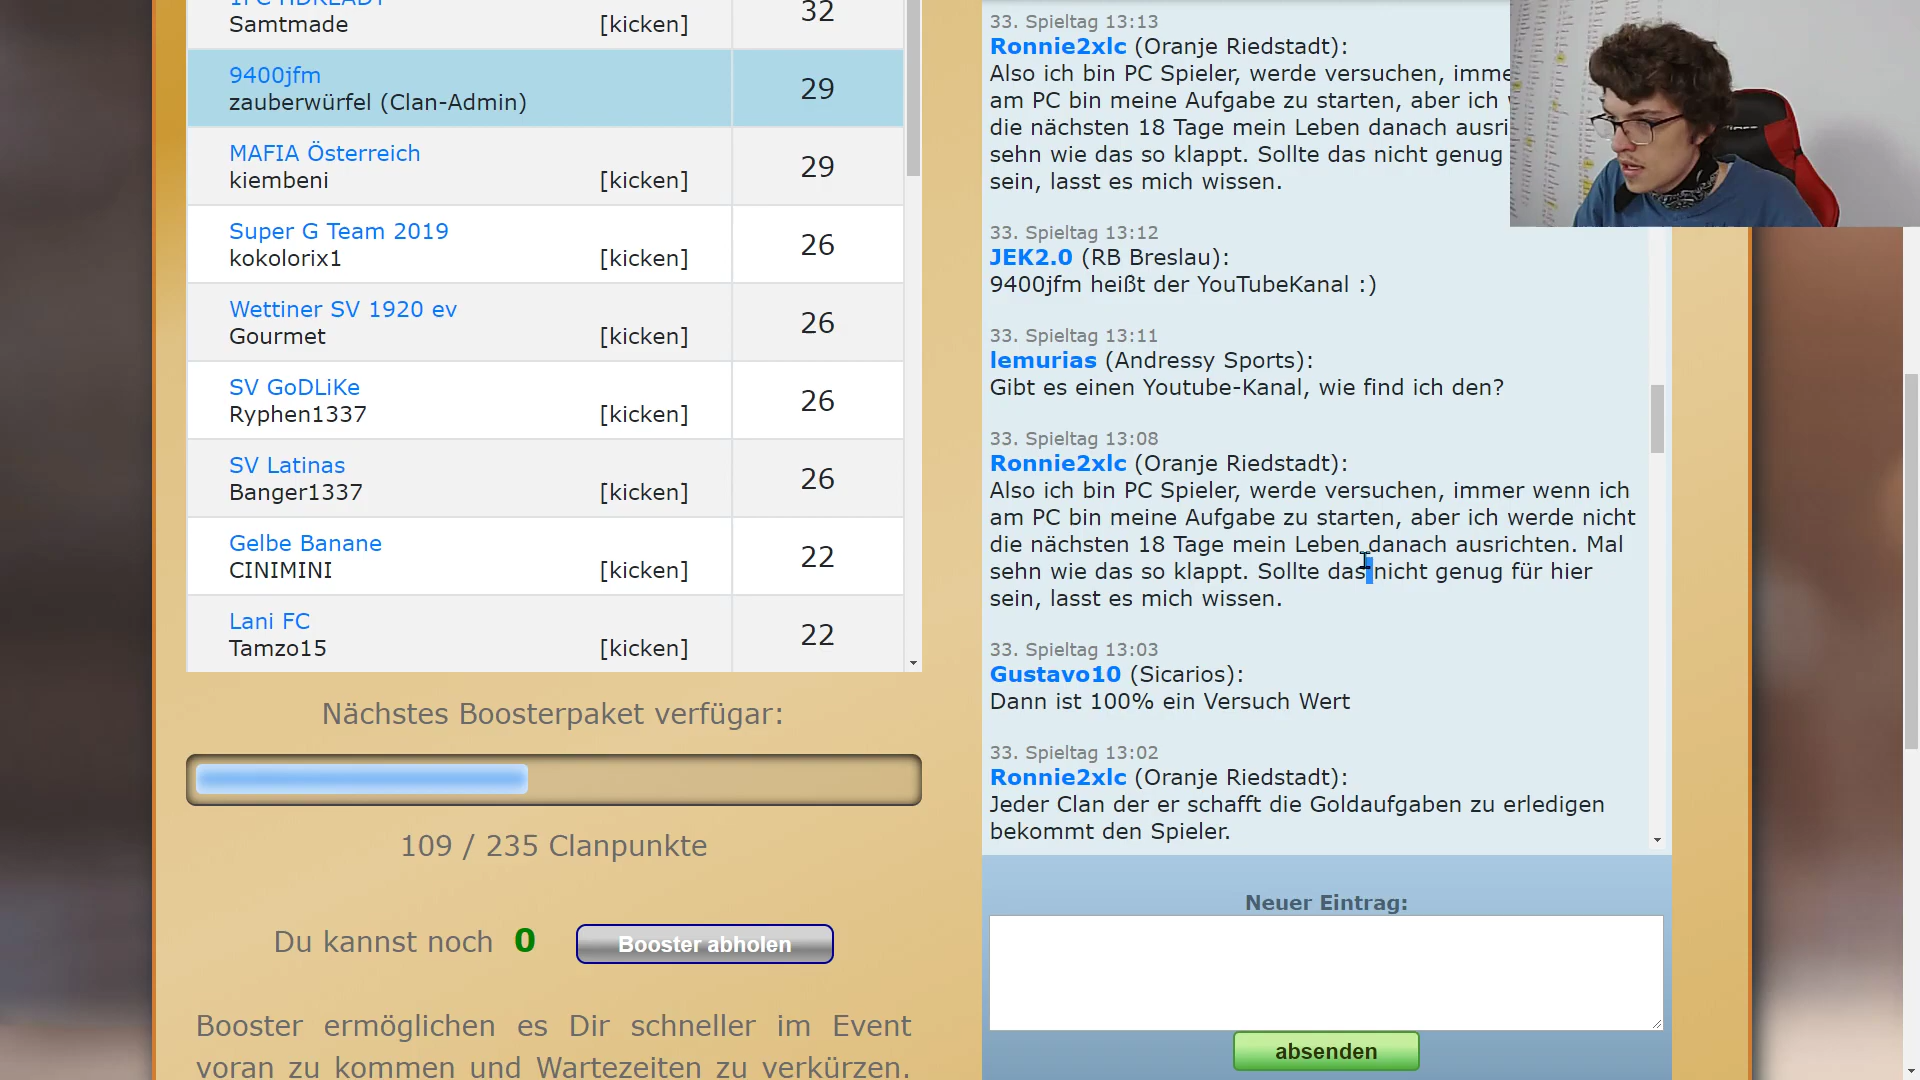 Samtmade [kicken] 32
9400jfm
zauberwürfel (Clan-Admin) 29
MAFIA Österreich
kiembeni [kicken] 29
Super G Team 2019
kokolorix1 [kicken] 26
Wettiner SV 1920 ev
Gourmet [kicken] 26
SV GoDLiKe
Ryphen1337 [kicken] 26
SV Latinas
Banger1337 [kicken] 26
Gelbe Banane
CINIMINI [kicken] 22
Lani FC
Tamzo15 [kicken] 22
Nächstes Boosterpaket verfügar:
109 / 235 Clanpunkte
Du kannst noch 0 Booster abholen
Booster ermöglichen es Dir schneller im Event
voran zu kommen und Wartezeiten zu verkürzen.
33. Spieltag 13:13
Ronnie2xlc (Oranje Riedstadt):
Also ich bin PC Spieler, werde versuchen, imme
am PC bin meine Aufgabe zu starten, aber ich
die nächsten 18 Tage mein Leben danach ausri
sehn wie das so klappt. Sollte das nicht genug
sein, lasst es mich wissen.
33. Spieltag 13:12
JEK2.0 (RB Breslau):
9400jfm heißt der YouTubeKanal :)
33. Spieltag 13:11
lemurias (Andressy Sports):
Gibt es einen Youtube-Kanal, wie find ich den?
33. Spieltag 13:08
Ronnie2xlc (Oranje Riedstadt):
Also ich bin PC Spieler, werde versuchen, immer wenn ich
am PC bin meine Aufgabe zu starten, aber ich werde nicht
die nächsten 18 Tage mein Leben danach ausrichten. Mal
sehn wie das so klappt. Sollte das nicht genug für hier
sein, lasst es mich wissen.
33. Spieltag 13:03
Gustavo10 (Sicarios):
Dann ist 100% ein Versuch Wert
33. Spieltag 13:02
Ronnie2xlc (Oranje Riedstadt):
Jeder Clan der er schafft die Goldaufgaben zu erledigen
bekommt den Spieler.
Neuer Eintrag:
absenden